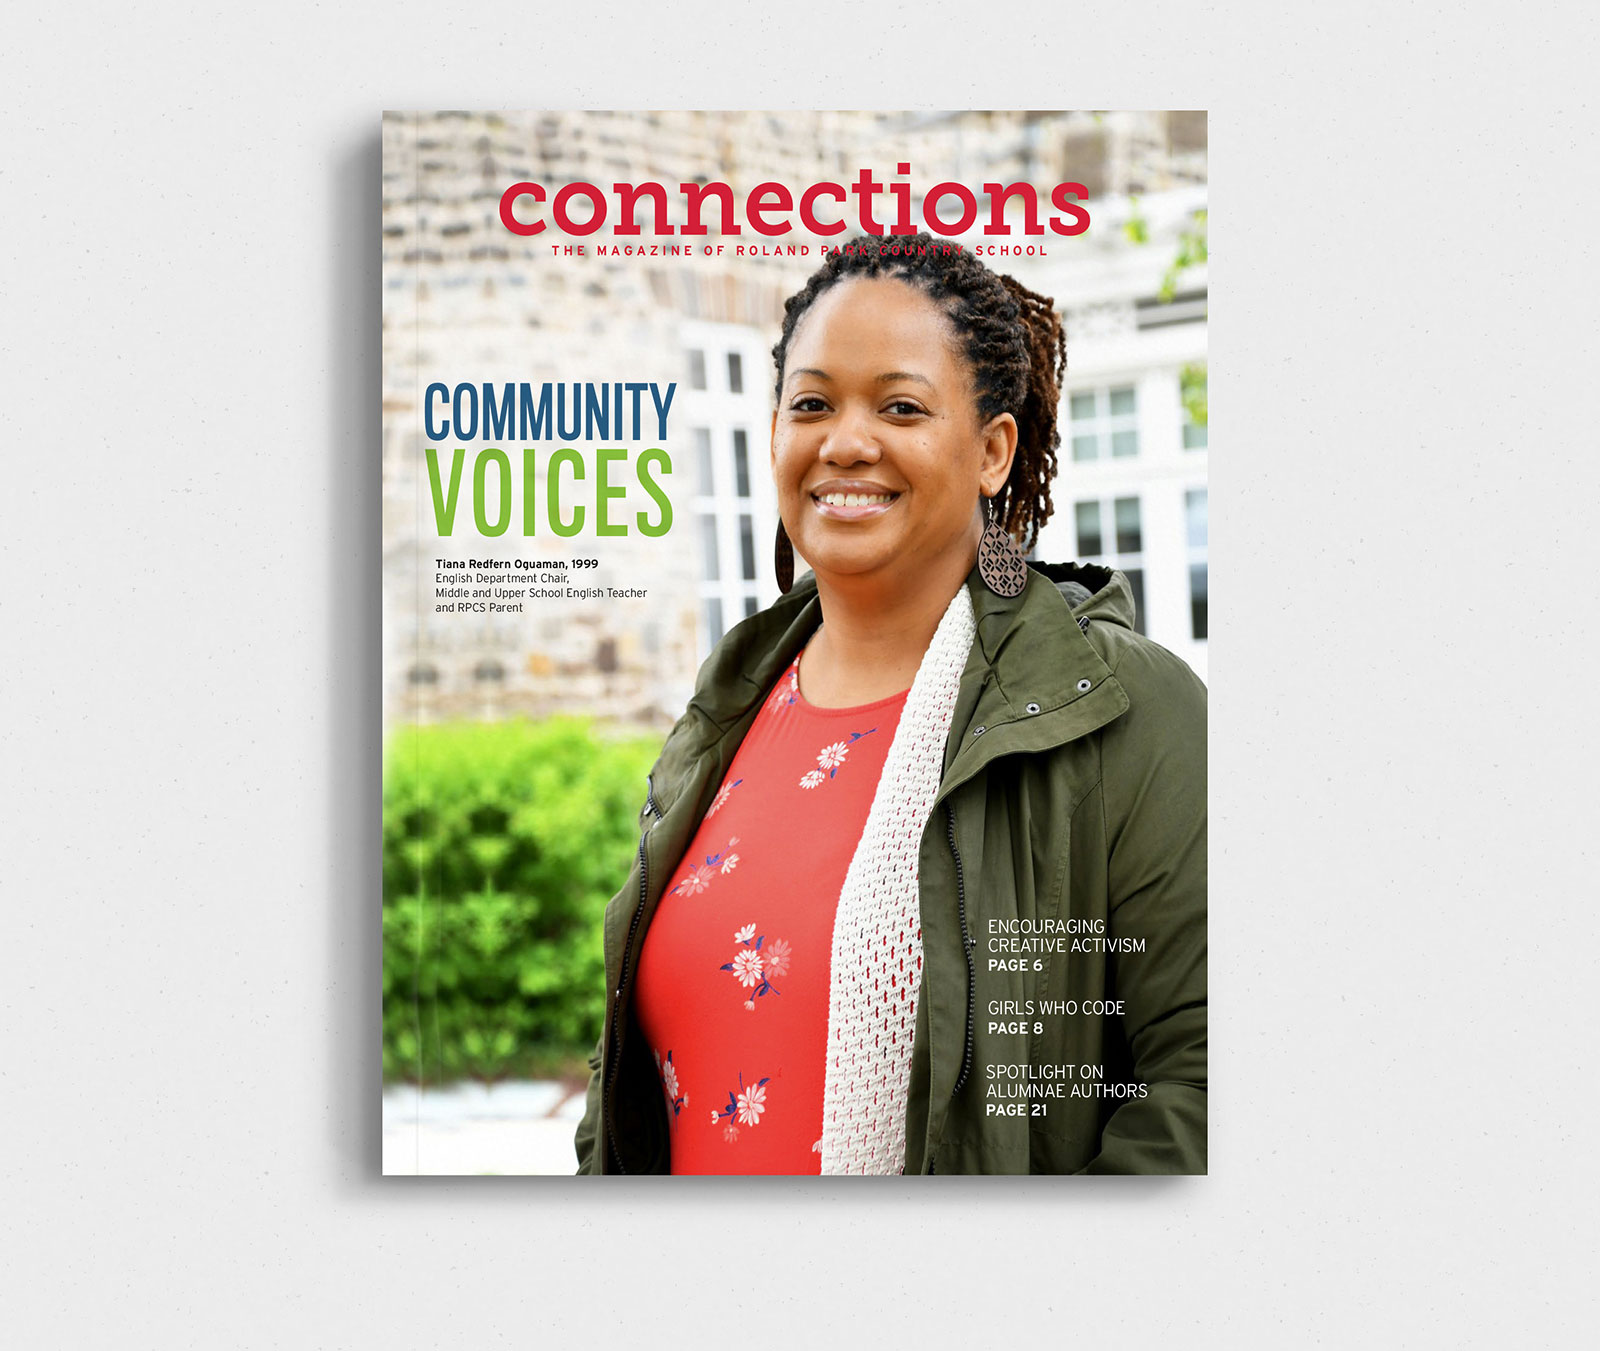 connections
THE MAGAZINE OF ROLAND PARK COUNTRY SCHOOL
COMMUNITY
VOICES
Tiana Redfern Oguaman, 1999
English Department Chair,
Middle and Upper School English Teacher
and RPCS Parent
ENCOURAGING
CREATIVE ACTIVISM
PAGE 6
GIRLS WHO CODE
PAGE 8
SPOTLIGHT ON
ALUMNAE AUTHORS
PAGE 21